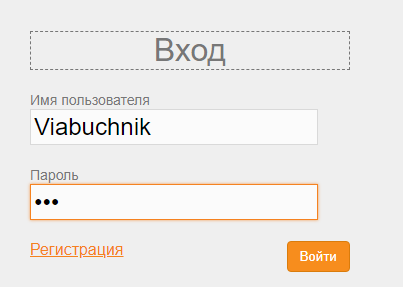 Вход
Имя пользователя
Viabuchnik
Пароль
•••
Регистрация
Войти